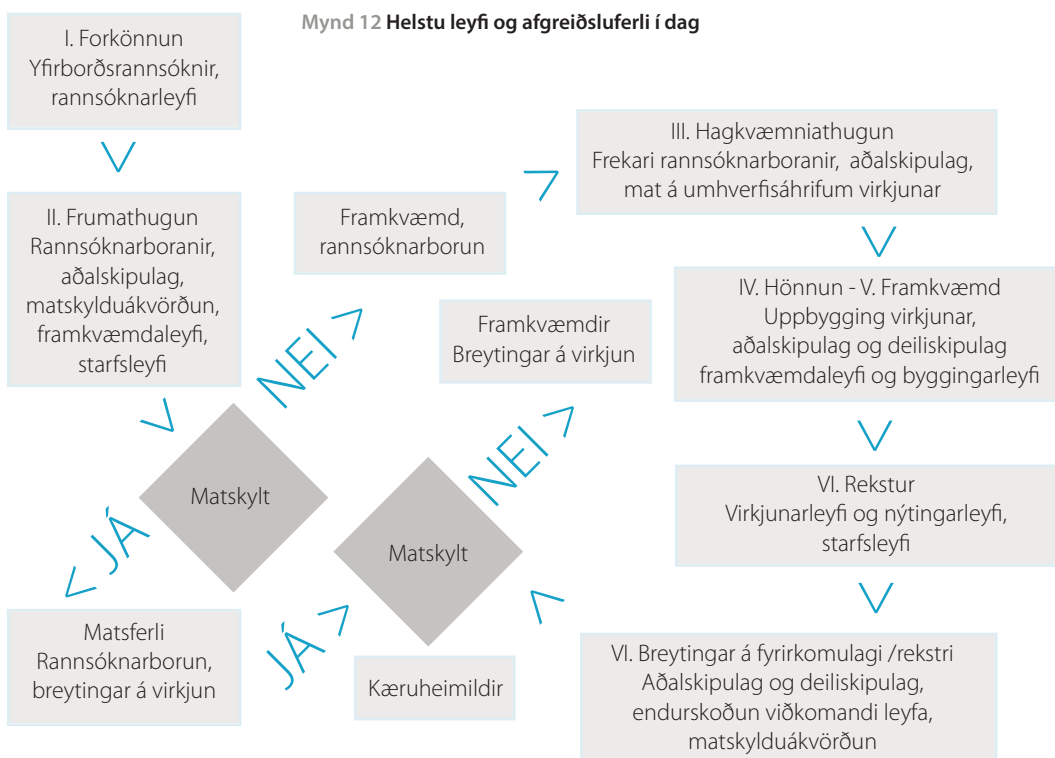 Mynd 12 Helstu leyfi og afgreiðsluferli í dag
I. Forkönnun
Yfirborðsrannsóknir,
rannsóknarleyfi
II. Frumathugun
Rannsóknarboranir,
aðalskipulag,
matskylduákvörðun,
framkvæmdaleyfi,
starfsleyfi
Matskylt
JÁ
NEI
Matsferli
Rannsóknarborun,
breytingar á virkjun
Framkvæmd,
rannsóknarborun
Framkvæmdir
Breytingar á virkjun
NEI
Matskylt
JÁ
Kæruheimildir
III. Hagkvæmniathugun
Frekari rannsóknarboranir, aðalskipulag,
mat á umhverfisáhrifum virkjunar
IV. Hönnun - V. Framkvæmd
Uppbygging virkjunar,
aðalskipulag og deiliskipulag
framkvæmdaleyfi og byggingarleyfi
VI. Rekstur
Virkjunarleyfi og nýtingarleyfi,
starfsleyfi
VI. Breytingar á fyrirkomulagi /rekstri
Aðalskipulag og deiliskipulag,
endurskoðun viðkomandi leyfa,
matskylduákvörðun